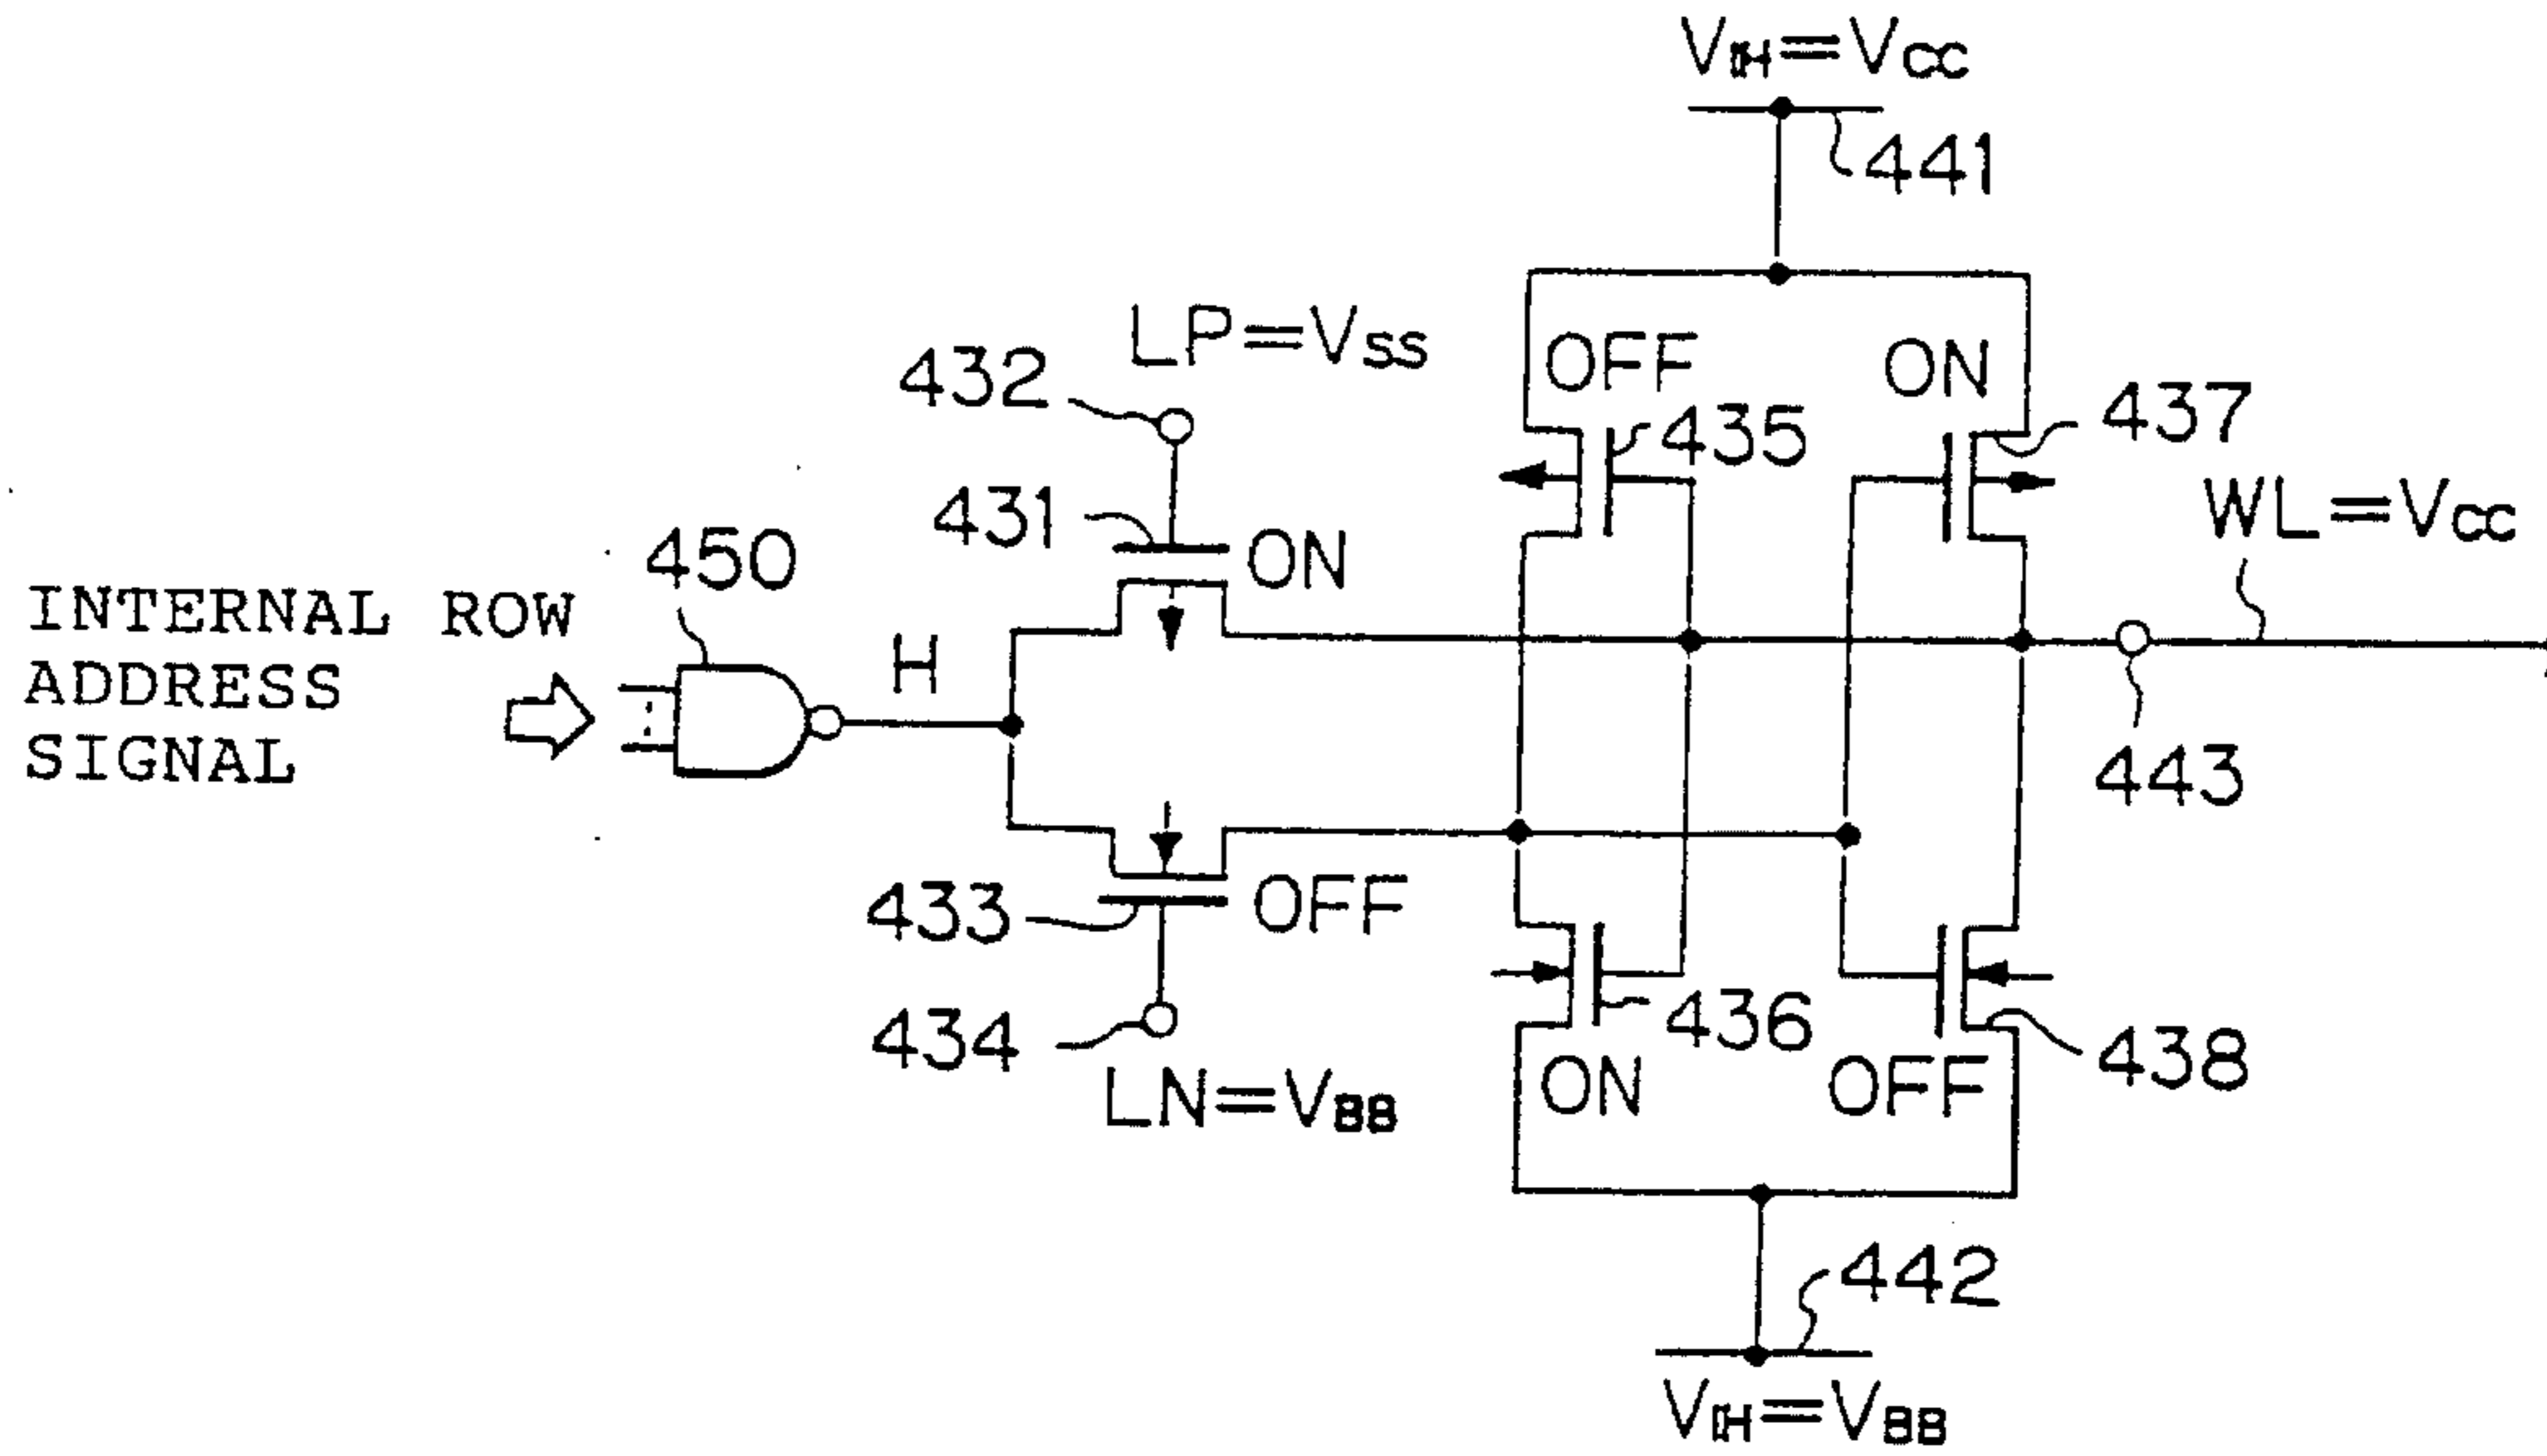 VIH=VCC
441
LP=VSS
432
OFF
ON
435
437
431
ON
WL=VCC
450
INTERNAL ROW
ADDRESS
SIGNAL
H
443
433
OFF
436
434
ON
OFF
438
LN=VBB
442
VIH=VBB